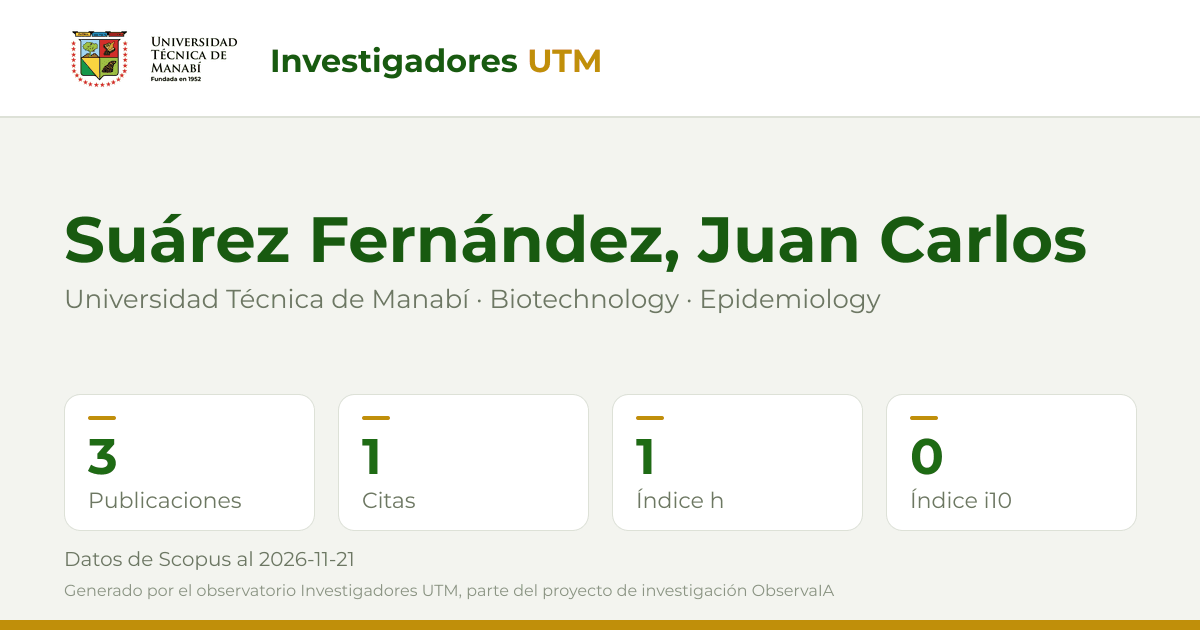 UNIVERSIDAD
TÉCNICA DE
MANABÍ
Fundada en 1952
Investigadores UTM
Suárez Fernández, Juan Carlos
Universidad Técnica de Manabí · Biotechnology · Epidemiology
3
Publicaciones
1
Citas
1
Índice h
0
Índice i10
Datos de Scopus al 2026-11-21
Generado por el observatorio Investigadores UTM, parte del proyecto de investigación ObservaIA